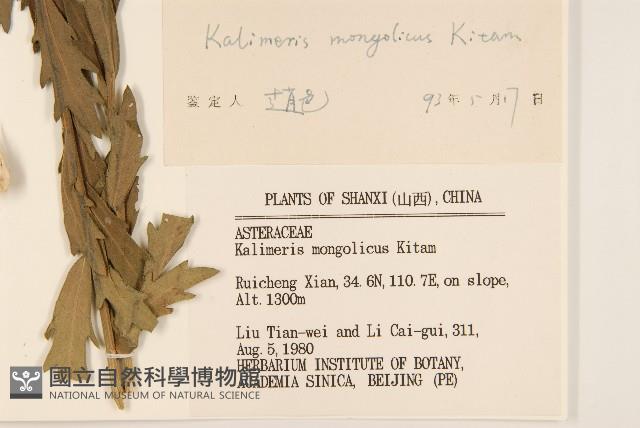 Kalimeris mongolicus Kitam
鉴定人 93年5月17日
PLANTS OF SHANXI (山西), CHINA
ASTERACEAE
Kalimeris mongolicus Kitam
Ruicheng Xian, 34. 6N, 110. 7E, on slope,
Alt. 1300m
Liu Tian-wei and Li Cai-gui, 311,
Aug. 5, 1980
HERBARIUM INSTITUTE OF BOTANY,
ACADEMIA SINICA, BEIJING (PE)
國立自然科學博物館
NATIONAL MUSEUM OF NATURAL SCIENCE